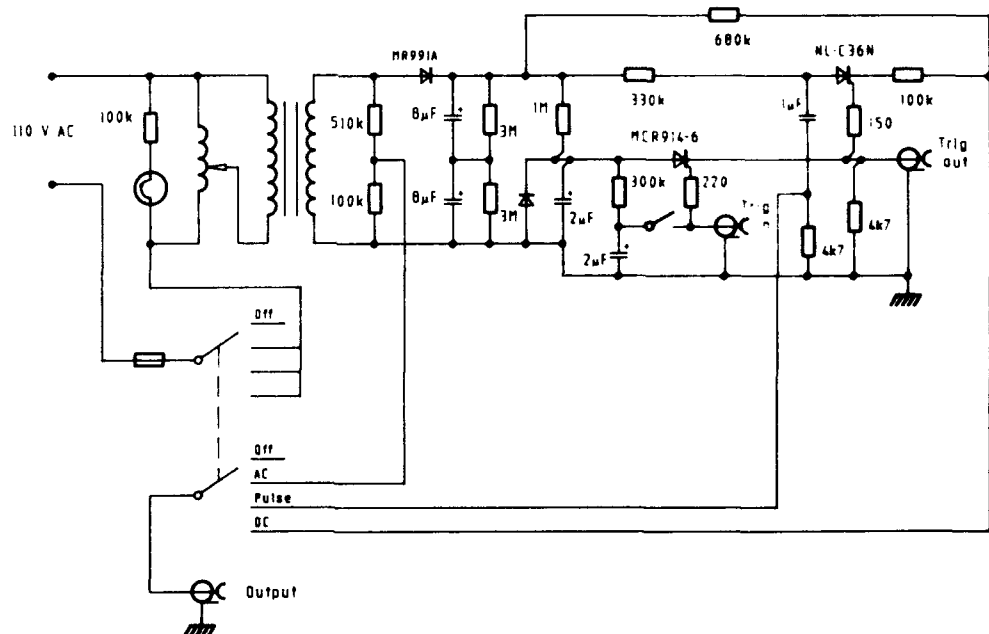 680k
MR991A
NL-C36N
100k
110 V AC
510k
8µF
3M
1M
330k
1µF
100k
150
MCR914-6
Trig
out
100k
8µF
3M
2µF
300k
220
2µF
4k7
4k7
Off
Off
AC
Pulse
DC
Output